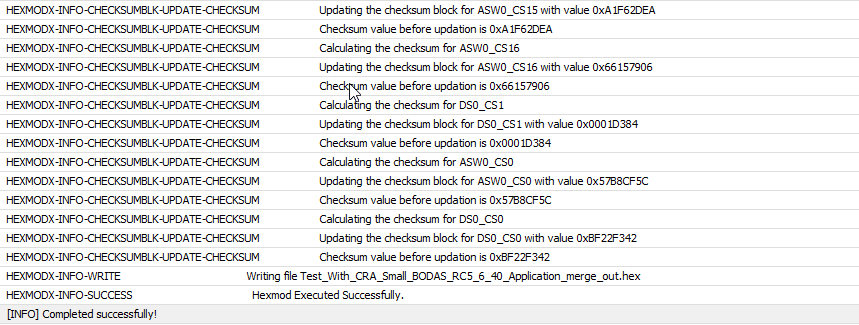 HEXMODX-INFO-CHECKSUMBLK-UPDATE-CHECKSUM Updating the checksum block for ASW0_CS15 with value 0xA1F62DEA
HEXMODX-INFO-CHECKSUMBLK-UPDATE-CHECKSUM Checksum value before updation is 0xA1F62DEA
HEXMODX-INFO-CHECKSUMBLK-UPDATE-CHECKSUM Calculating the checksum for ASW0_CS16
HEXMODX-INFO-CHECKSUMBLK-UPDATE-CHECKSUM Updating the checksum block for ASW0_CS16 with value 0x66157906
HEXMODX-INFO-CHECKSUMBLK-UPDATE-CHECKSUM Checksum value before updation is 0x66157906
HEXMODX-INFO-CHECKSUMBLK-UPDATE-CHECKSUM Calculating the checksum for DS0_CS1
HEXMODX-INFO-CHECKSUMBLK-UPDATE-CHECKSUM Updating the checksum block for DS0_CS1 with value 0x0001D384
HEXMODX-INFO-CHECKSUMBLK-UPDATE-CHECKSUM Checksum value before updation is 0x0001D384
HEXMODX-INFO-CHECKSUMBLK-UPDATE-CHECKSUM Calculating the checksum for ASW0_CS0
HEXMODX-INFO-CHECKSUMBLK-UPDATE-CHECKSUM Updating the checksum block for ASW0_CS0 with value 0x57B8CF5C
HEXMODX-INFO-CHECKSUMBLK-UPDATE-CHECKSUM Checksum value before updation is 0x57B8CF5C
HEXMODX-INFO-CHECKSUMBLK-UPDATE-CHECKSUM Calculating the checksum for DS0_CS0
HEXMODX-INFO-CHECKSUMBLK-UPDATE-CHECKSUM Updating the checksum block for DS0_CS0 with value 0xBF22F342
HEXMODX-INFO-CHECKSUMBLK-UPDATE-CHECKSUM Checksum value before updation is 0xBF22F342
HEXMODX-INFO-WRITE Writing file Test_With_CRA_Small_BODAS_RC5_6_40_Application_merge_out.hex
HEXMODX-INFO-SUCCESS Hexmod Executed Successfully.
[INFO] Completed successfully!